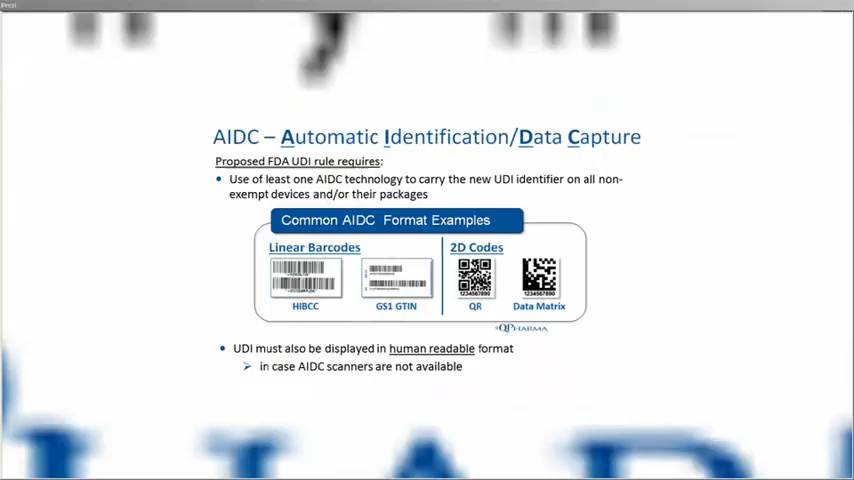 AIDC – Automatic Identification/Data Capture
Proposed FDA UDI rule requires:
• Use of least one AIDC technology to carry the new UDI identifier on all non-
exempt devices and/or their packages
Common AIDC Format Examples
Linear Barcodes
2D Codes
1234567890
1234567890
HIBCC
GS1 GTIN
QR
Data Matrix
QPHARMA
• UDI must also be displayed in human readable format
➢ in case AIDC scanners are not available